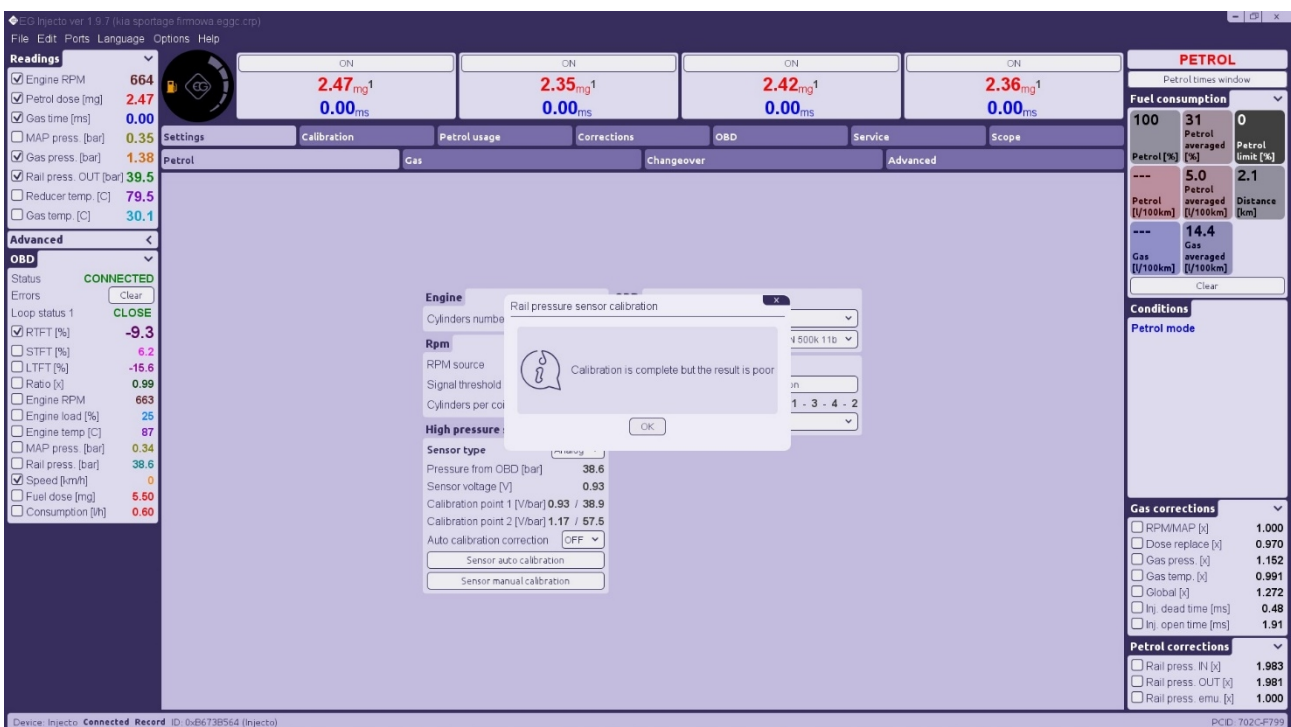 EG Injecto ver 1.9.7 (kia sportage firmowa.eggc.crp)
File Edit Ports Language Options Help
Readings
Engine RPM 664
Petrol dose [mg] 2.47
Gas time [ms] 0.00
MAP press. [bar] 0.35
Gas press. [bar] 1.38
Rail press. OUT [bar] 39.5
Reducer temp. [C] 79.5
Gas temp. [C] 30.1
Advanced
OBD
Status CONNECTED
Errors Clear
Loop status 1 CLOSE
RTFT [%] -9.3
STFT [%] 6.2
LTFT [%] -15.6
Ratio [x] 0.99
Engine RPM 663
Engine load [%] 25
Engine temp [C] 87
MAP press. [bar] 0.34
Rail press. [bar] 38.6
Speed [km/h] 0
Fuel dose [mg] 5.50
Consumption [l/h] 0.60
EG
ON ON ON ON
2.47mg1 2.35mg1 2.42mg1 2.36mg1
0.00ms 0.00ms 0.00ms 0.00ms
Settings Calibration Petrol usage Corrections OBD Service Scope
Petrol Gas Changeover Advanced
Engine
Cylinders numbe
Rpm
RPM source
Signal threshold
Cylinders per coi
High pressure
Sensor type
Pressure from OBD [bar] 38.6
Sensor voltage [V] 0.93
Calibration point 1 [V/bar] 0.93 / 38.9
Calibration point 2 [V/bar] 1.17 / 57.5
Auto calibration correction OFF
Sensor auto calibration
Sensor manual calibration
500k 11b
1 - 3 - 4 - 2
Rail pressure sensor calibration
x
Calibration is complete but the result is poor
OK
PETROL
Petrol times window
Fuel consumption
100 31 0
Petrol [%] Petrol averaged [%] Petrol limit [%]
--- 5.0 2.1
Petrol [l/100km] Petrol averaged [l/100km] Distance [km]
--- 14.4
Gas [l/100km] Gas averaged [l/100km]
Clear
Conditions
Petrol mode
Gas corrections
RPM/MAP [x] 1.000
Dose replace [x] 0.970
Gas press. [x] 1.152
Gas temp. [x] 0.991
Global [x] 1.272
Inj. dead time [ms] 0.48
Inj. open time [ms] 1.91
Petrol corrections
Rail press. IN [x] 1.983
Rail press. OUT [x] 1.981
Rail press. emu. [x] 1.000
Device: Injecto Connected Record ID: 0xB673B564 (Injecto)
PCID: 702C-F799